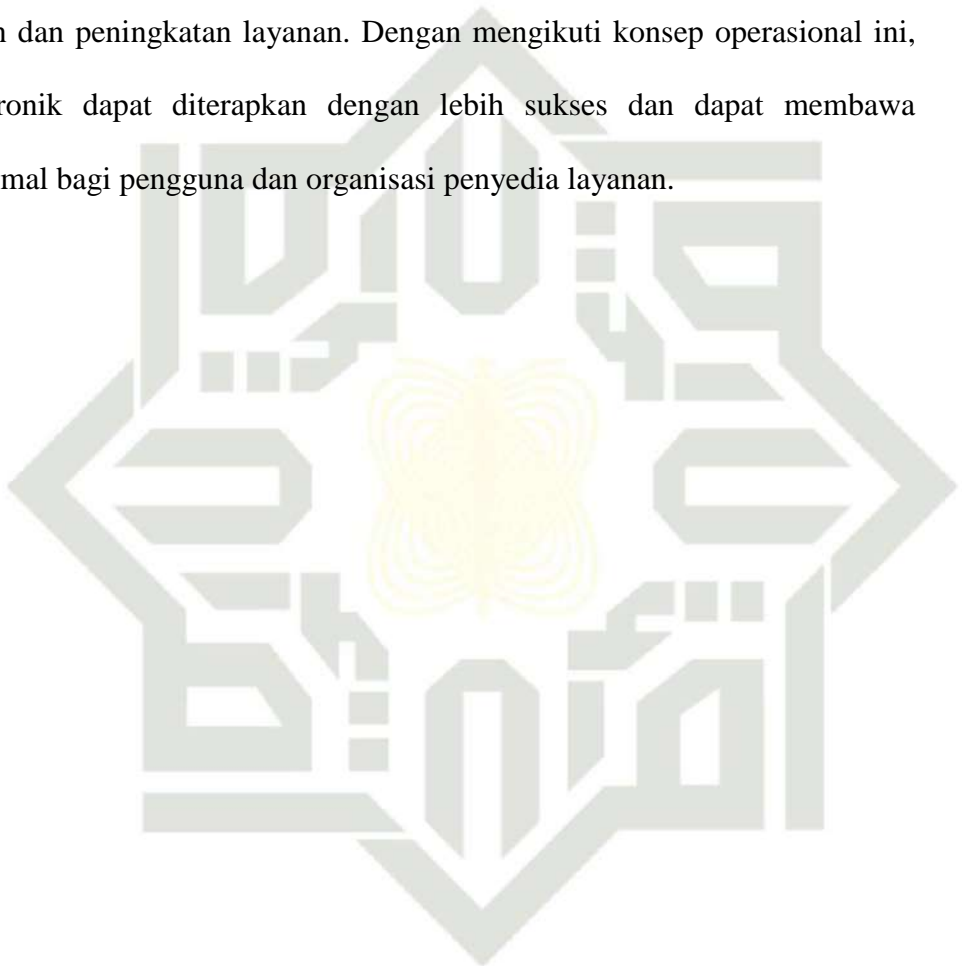 n dan peningkatan layanan. Dengan mengikuti konsep operasional ini,
ronik dapat diterapkan dengan lebih sukses dan dapat membawa
mal bagi pengguna dan organisasi penyedia layanan.